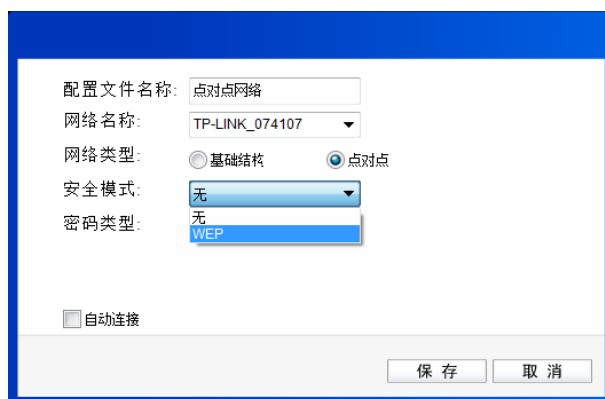 配置文件名称: 点对点网络
网络名称: TP-LINK_074107
网络类型: 基础结构 点对点
安全模式: 无
无
密码类型:
WEP
自动连接
保存 取消